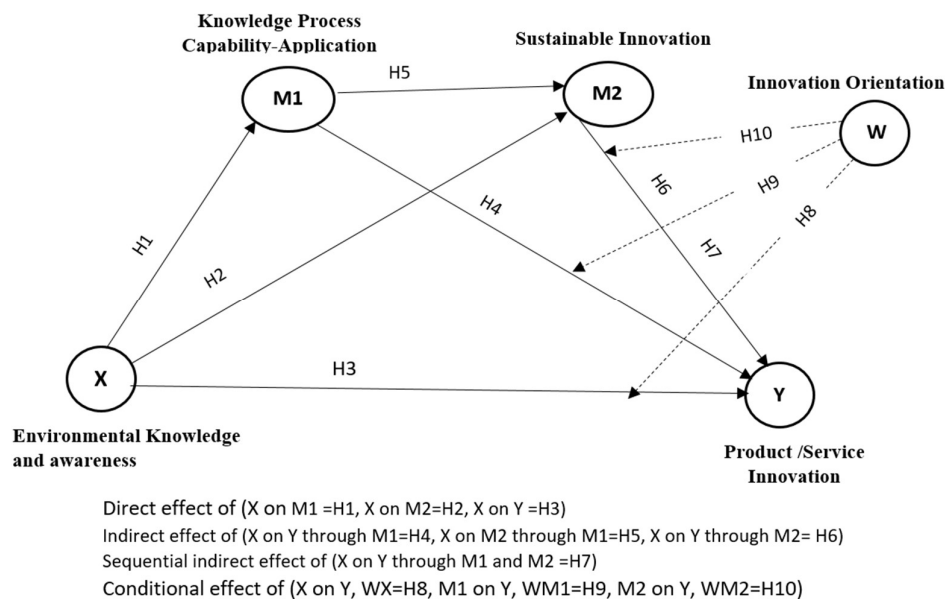 Knowledge Process
Capability-Application
Sustainable Innovation
Innovation Orientation
M1
H5
M2
W
H10
H9
H8
H6
H4
H7
H1
H2
X
H3
Y
Environmental Knowledge
and awareness
Product /Service
Innovation
Direct effect of (X on M1 =H1, X on M2=H2, X on Y =H3)
Indirect effect of (X on Y through M1=H4, X on M2 through M1=H5, X on Y through M2= H6)
Sequential indirect effect of (X on Y through M1 and M2 =H7)
Conditional effect of (X on Y, WX=H8, M1 on Y, WM1=H9, M2 on Y, WM2=H10)